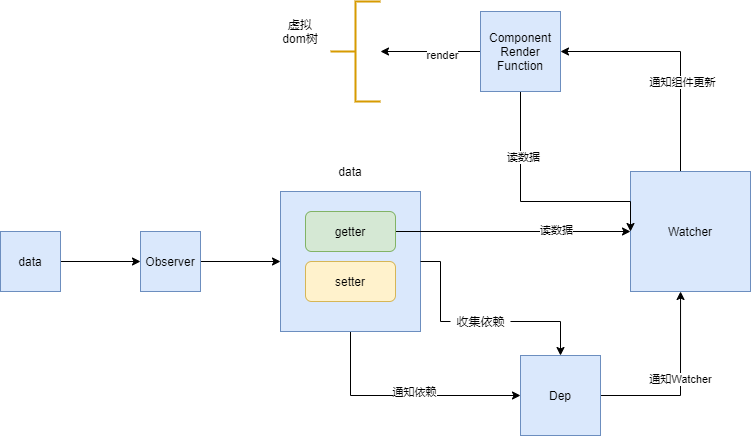 虚拟
dom树
render
Component
Render
Function
通知组件更新
读数据
data
getter
读数据
Watcher
data
Observer
setter
收集依赖
通知依赖
Dep
通知Watcher